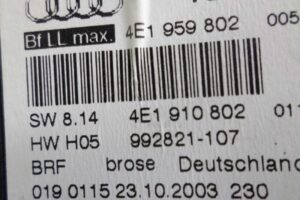 Bf LL max. 4E1 959 802 005
SW 8.14 4E1 910 802 01
HW H05 992821-107
BRF brose Deutschland
019 0115 23.10.2003 230